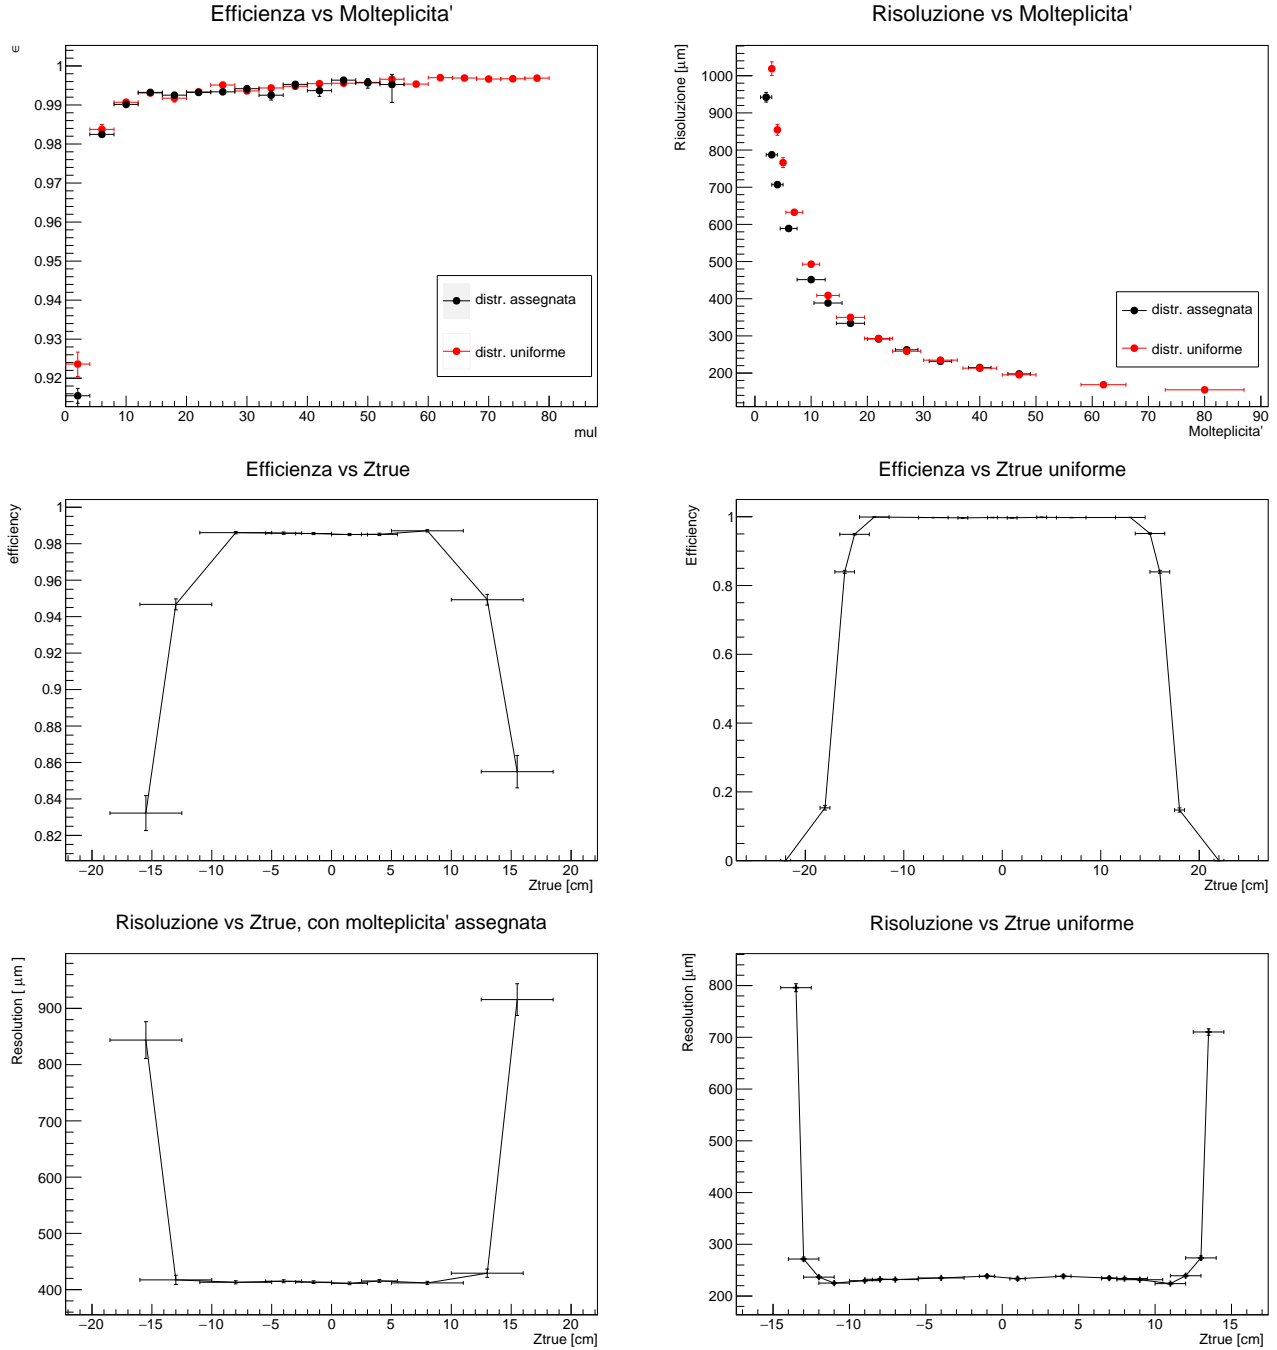 Efficienza vs Molteplicita'
∈
1
0.99
0.98
0.97
0.96
0.95
0.94
0.93
0.92
0 10 20 30 40 50 60 70 80
mul
distr. assegnata
distr. uniforme
Risoluzione vs Molteplicita'
Risoluzione [μm]
1000
900
800
700
600
500
400
300
200
0 10 20 30 40 50 60 70 80 90
Molteplicita'
distr. assegnata
distr. uniforme
Efficienza vs Ztrue
efficiency
1
0.98
0.96
0.94
0.92
0.9
0.88
0.86
0.84
0.82
−20 −15 −10 −5 0 5 10 15 20
Ztrue [cm]
Efficienza vs Ztrue uniforme
Efficiency
1
0.8
0.6
0.4
0.2
0
−20 −10 0 10 20
Ztrue [cm]
Risoluzione vs Ztrue, con molteplicita' assegnata
Resolution [ μm ]
900
800
700
600
500
400
−20 −15 −10 −5 0 5 10 15 20
Ztrue [cm]
Risoluzione vs Ztrue uniforme
Resolution [μm]
800
700
600
500
400
300
200
−15 −10 −5 0 5 10 15
Ztrue [cm]